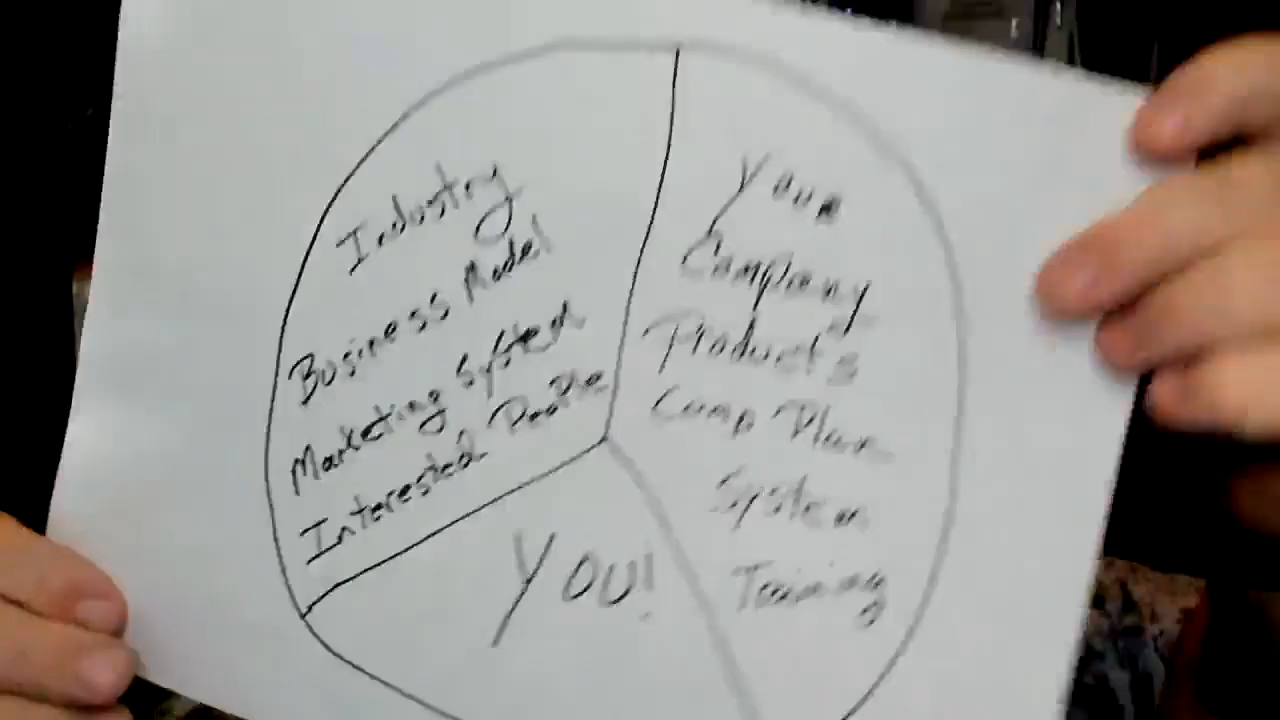 Industry
Business Model
Marketing System
Interested People
Your
Company
Products
Comp Plan
System
Training
YOU!